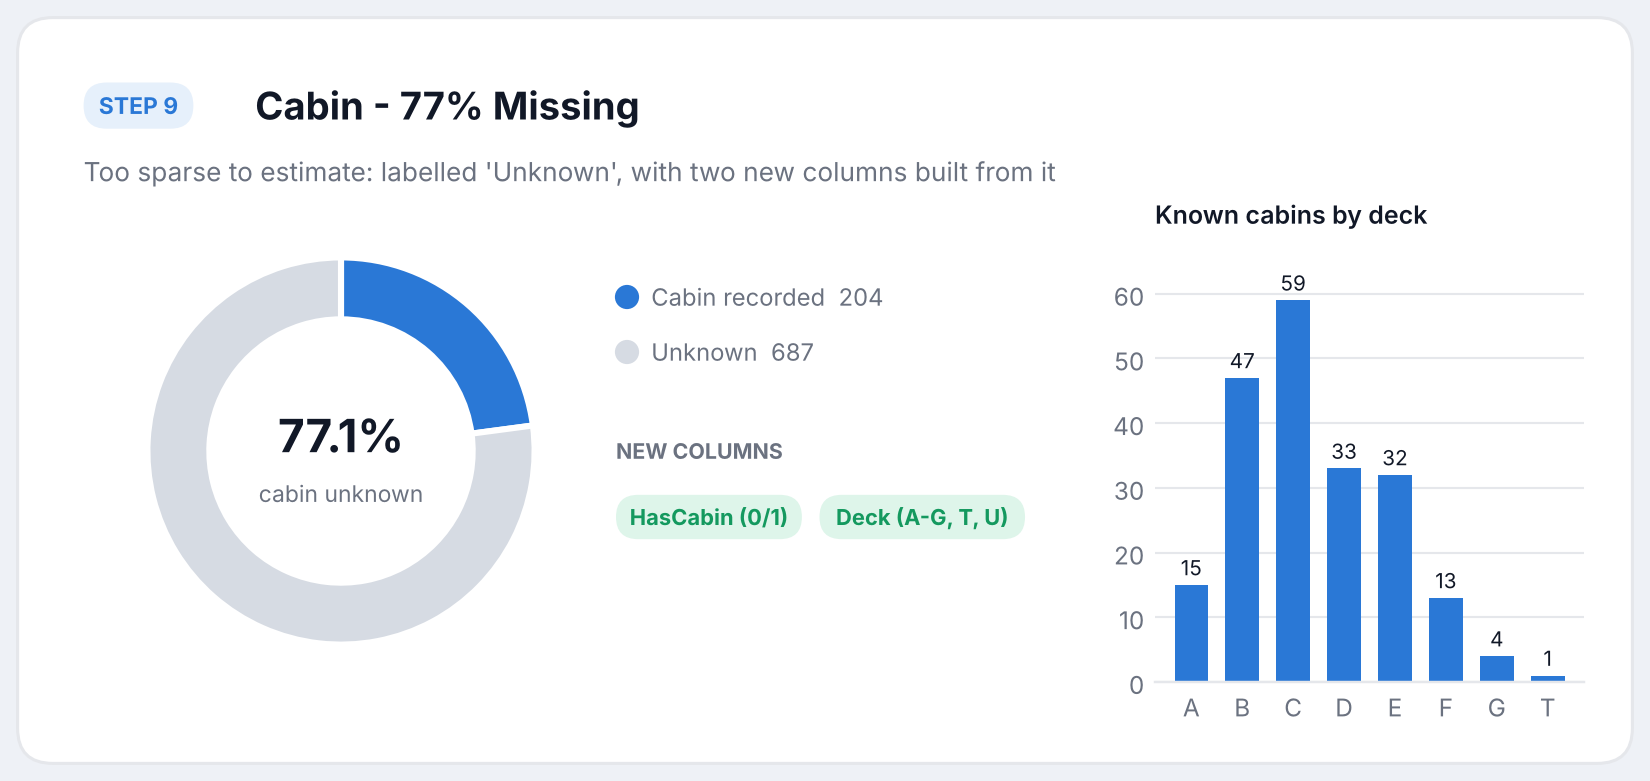 STEP 9
Cabin - 77% Missing
Too sparse to estimate: labelled 'Unknown', with two new columns built from it
77.1%
cabin unknown
Cabin recorded 204
Unknown 687
NEW COLUMNS
HasCabin (0/1)
Deck (A-G, T, U)
Known cabins by deck
60
50
40
30
20
10
0
15
47
59
33
32
13
4
1
A B C D E F G T